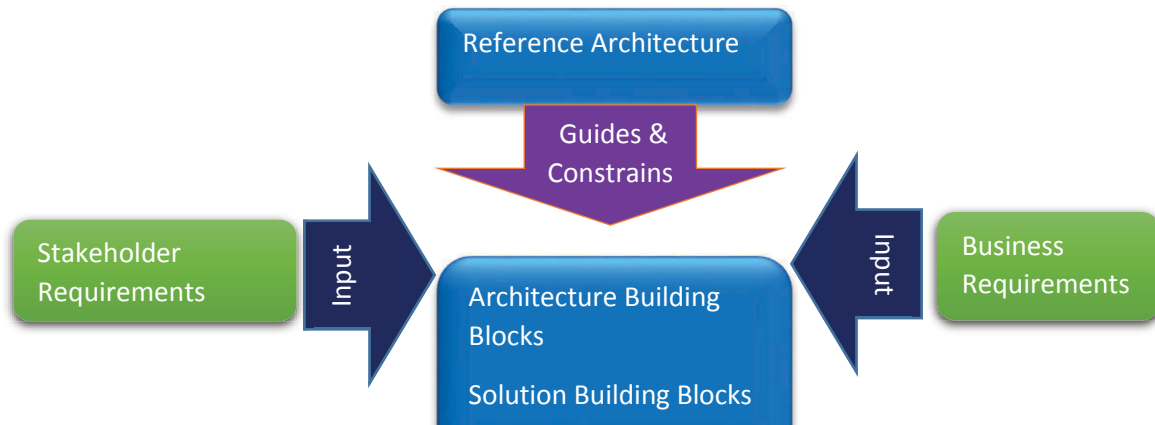 Reference Architecture
Guides &
Constrains
Stakeholder
Requirements
Input
Input
Business
Requirements
Architecture Building
Blocks
Solution Building Blocks